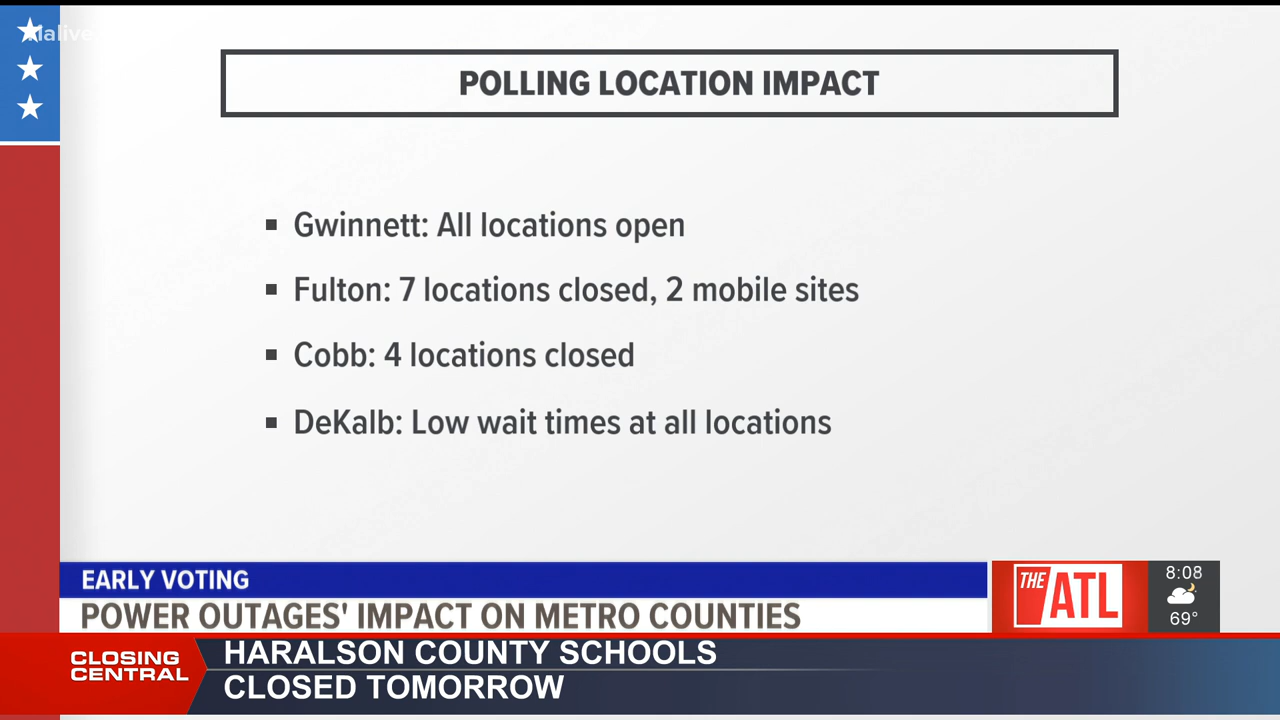 11alive
POLLING LOCATION IMPACT
▪ Gwinnett: All locations open
▪ Fulton: 7 locations closed, 2 mobile sites
▪ Cobb: 4 locations closed
▪ DeKalb: Low wait times at all locations
EARLY VOTING
POWER OUTAGES' IMPACT ON METRO COUNTIES
THE ATL
8:08
69°
CLOSING
CENTRAL
HARALSON COUNTY SCHOOLS
CLOSED TOMORROW